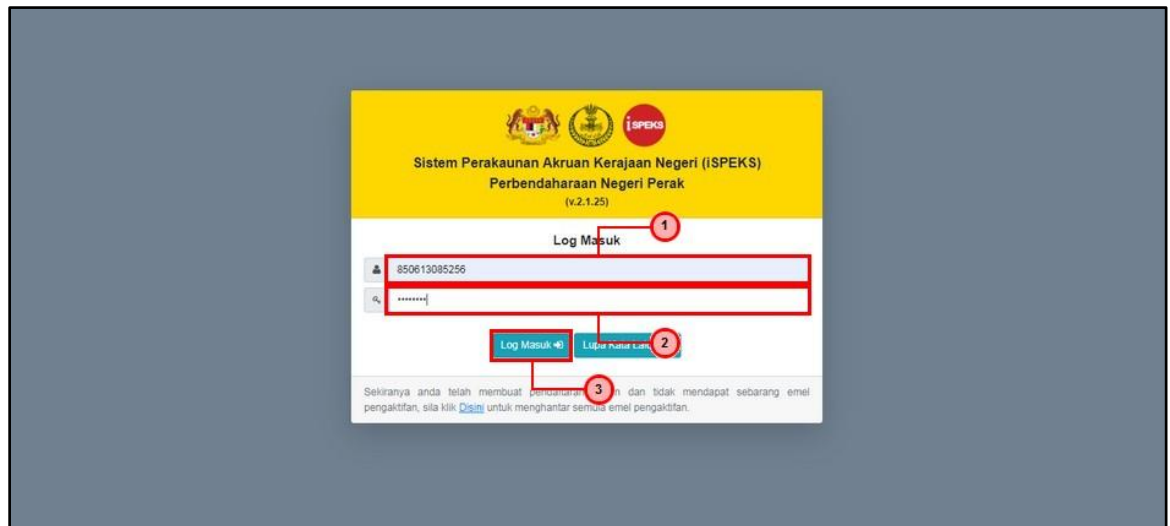 iSPEKS
Sistem Perakaunan Akruan Kerajaan Negeri (iSPEKS)
Perbendaharaan Negeri Perak
(v.2.1.25)
1
Log Masuk
850613085256
••••••••
Log Masuk
Lupa Kata
2
3
Sekiranya anda telah membuat dan tidak mendapat sebarang emel
pengaktifan, sila klik Disini untuk menghantar semula emel pengaktifan.